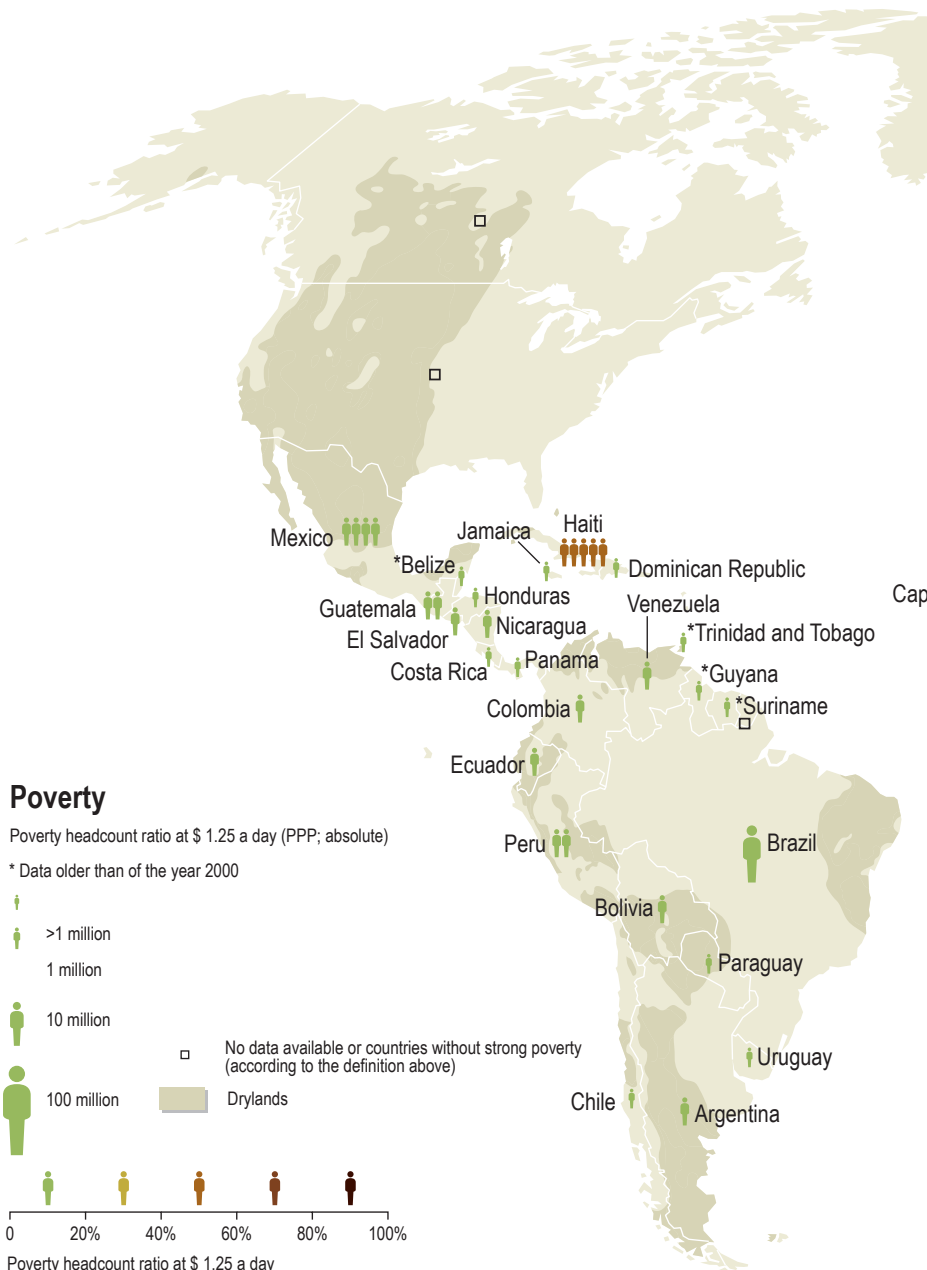 Mexico
Jamaica
Haiti
*Belize
Dominican Republic
Guatemala
Honduras
Venezuela
Cap
El Salvador
Nicaragua
*Trinidad and Tobago
Costa Rica
Panama
*Guyana
Colombia
*Suriname
Ecuador
Poverty
Poverty headcount ratio at $ 1.25 a day (PPP; absolute)
* Data older than of the year 2000
Peru
Brazil
Bolivia
>1 million
1 million
Paraguay
10 million
No data available or countries without strong poverty
(according to the definition above)
Uruguay
100 million
Drylands
Chile
Argentina
0 20% 40% 60% 80% 100%
Poverty headcount ratio at $ 1.25 a day